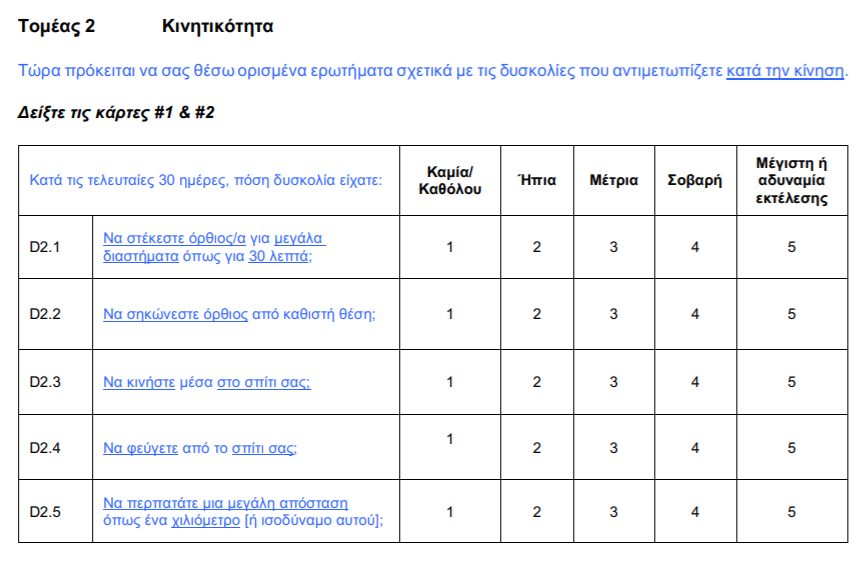 Τομέας 2 Κινητικότητα
Τώρα πρόκειται να σας θέσω ορισμένα ερωτήματα σχετικά με τις δυσκολίες που αντιμετωπίζετε κατά την κίνηση.
Δείξτε τις κάρτες #1 & #2
Κατά τις τελευταίες 30 ημέρες, πόση δυσκολία είχατε:
Καμία/
Καθόλου
Ήπια
Μέτρια
Σοβαρή
Μέγιστη ή
αδυναμία
εκτέλεσης
D2.1
Να στέκεστε όρθιος/α για μεγάλα
διαστήματα όπως για 30 λεπτά;
1 2 3 4 5
D2.2
Να σηκώνεστε όρθιος από καθιστή θέση;
1 2 3 4 5
D2.3
Να κινήστε μέσα στο σπίτι σας;
1 2 3 4 5
D2.4
Να φεύγετε από το σπίτι σας;
1 2 3 4 5
D2.5
Να περπατάτε μια μεγάλη απόσταση
όπως ένα χιλιόμετρο [ή ισοδύναμο αυτού];
1 2 3 4 5